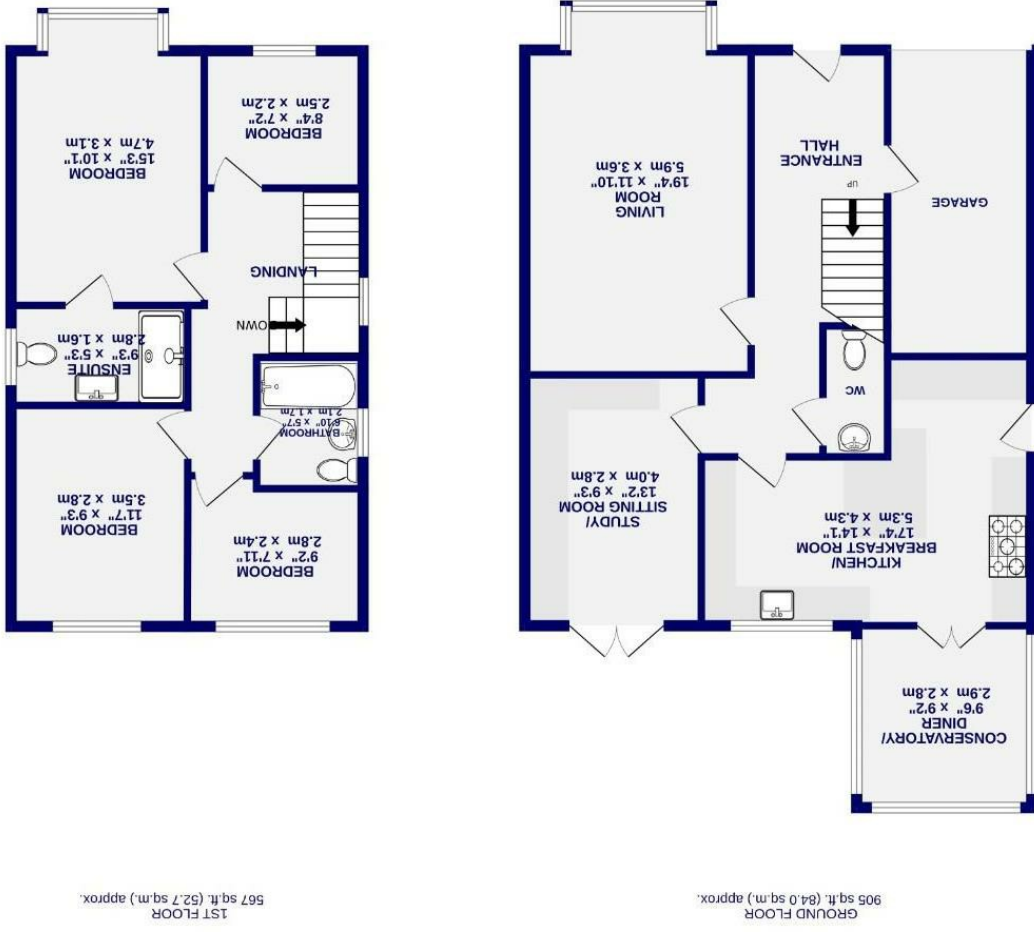 GROUND FLOOR
905 sq.ft. (84.0 sq.m.) approx.
1ST FLOOR
567 sq.ft. (52.7 sq.m.) approx.
CONSERVATORY/
DINER
9'6" x 9'2"
2.9m x 2.8m
KITCHEN/
BREAKFAST ROOM
17'4" x 14'1"
5.3m x 4.3m
STUDY/
SITTING ROOM
13'2" x 9'3"
4.0m x 2.8m
WC
GARAGE
UP
ENTRANCE
HALL
LIVING
ROOM
19'4" x 11'10"
5.9m x 3.6m
BEDROOM
9'2" x 7'11"
2.8m x 2.4m
BEDROOM
11'7" x 9'3"
3.5m x 2.8m
BATHROOM
6'10" x 5'7"
2.1m x 1.7m
ENSUITE
9'3" x 5'3"
2.8m x 1.6m
OWN
LANDING
BEDROOM
8'4" x 7'2"
2.5m x 2.2m
BEDROOM
15'3" x 10'1"
4.7m x 3.1m